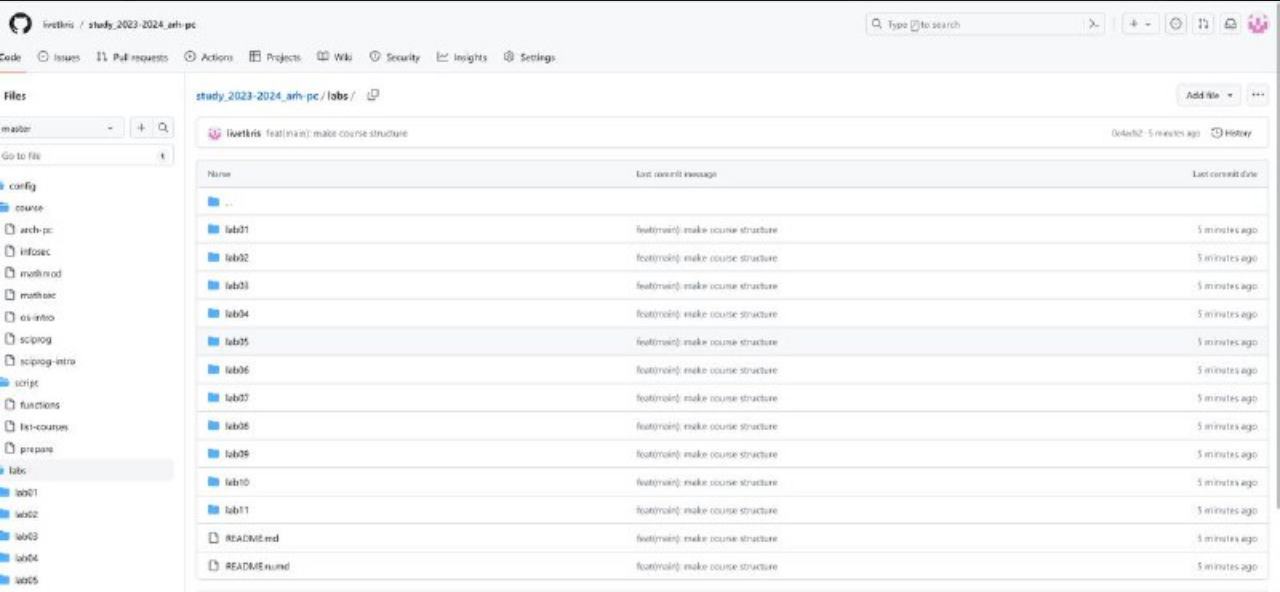 livetkris / study_2023-2024_arh-pc
Type / to search
Code Issues Pull requests Actions Projects Wiki Security Insights Settings
Files
study_2023-2024_arh-pc / labs /
Add file
master
livetkris feat(main): make course structure
5 minutes ago History
Go to file t
Name Last commit message Last commit date
config
course
arch-pc
infosec
mathmod
mathsec
os-intro
sciprog
sciprog-intro
script
functions
list-courses
prepare
labs
lab01
lab02
lab03
lab04
lab05
..
lab01 feat(main): make course structure 5 minutes ago
lab02 feat(main): make course structure 5 minutes ago
lab03 feat(main): make course structure 5 minutes ago
lab04 feat(main): make course structure 5 minutes ago
lab05 feat(main): make course structure 5 minutes ago
lab06 feat(main): make course structure 5 minutes ago
lab07 feat(main): make course structure 5 minutes ago
lab08 feat(main): make course structure 5 minutes ago
lab09 feat(main): make course structure 5 minutes ago
lab10 feat(main): make course structure 5 minutes ago
lab11 feat(main): make course structure 5 minutes ago
README.md feat(main): make course structure 5 minutes ago
README.ru.md feat(main): make course structure 5 minutes ago